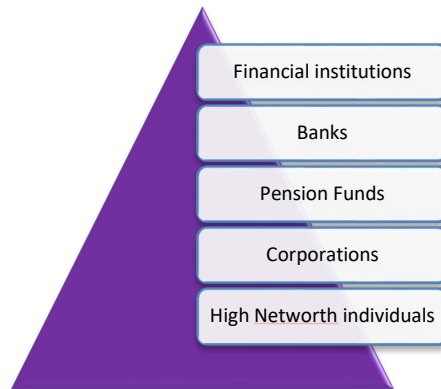 Financial institutions
Banks
Pension Funds
Corporations
High Networth individuals